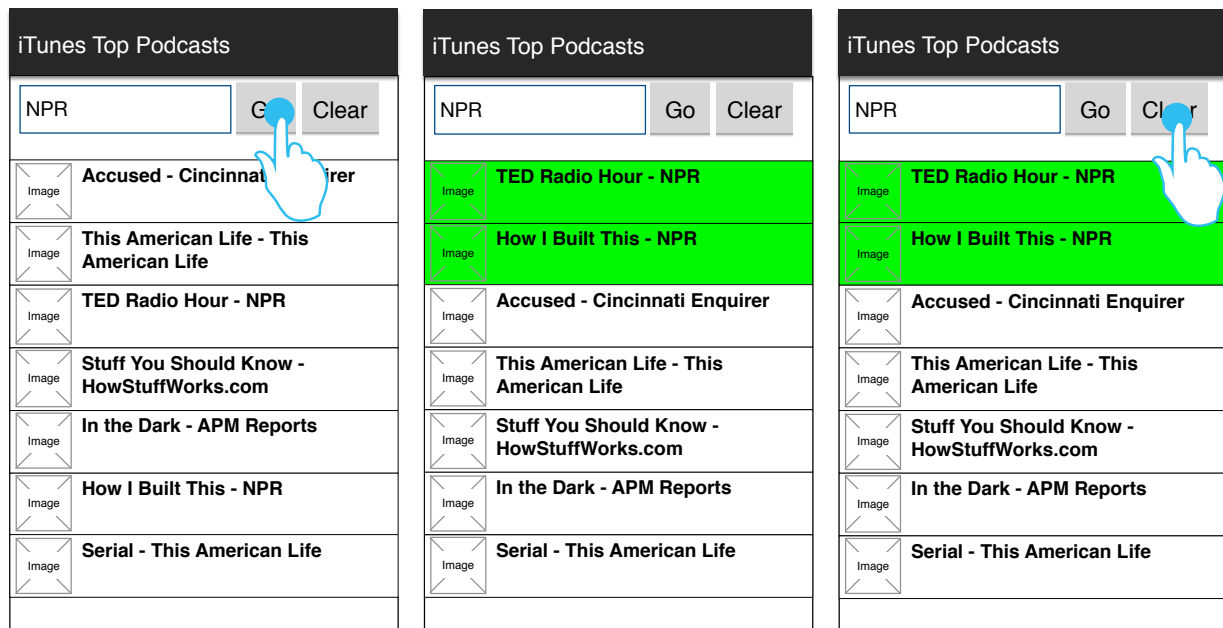 iTunes Top Podcasts
NPR
Clear
Image
Accused -
Image
This American Life - This
American Life
Image
TED Radio Hour - NPR
Image
Stuff You Should Know -
HowStuffWorks.com
Image
In the Dark - APM Reports
Image
How I Built This - NPR
Image
Serial - This American Life
iTunes Top Podcasts
NPR
Go
Clear
Image
TED Radio Hour - NPR
Image
How I Built This - NPR
Image
Accused - Cincinnati Enquirer
Image
This American Life - This
American Life
Image
Stuff You Should Know -
HowStuffWorks.com
Image
In the Dark - APM Reports
Image
Serial - This American Life
iTunes Top Podcasts
NPR
Go
Image
TED Radio Hour - NPR
Image
How I Built This - NPR
Image
Accused - Cincinnati Enquirer
Image
This American Life - This
American Life
Image
Stuff You Should Know -
HowStuffWorks.com
Image
In the Dark - APM Reports
Image
Serial - This American Life